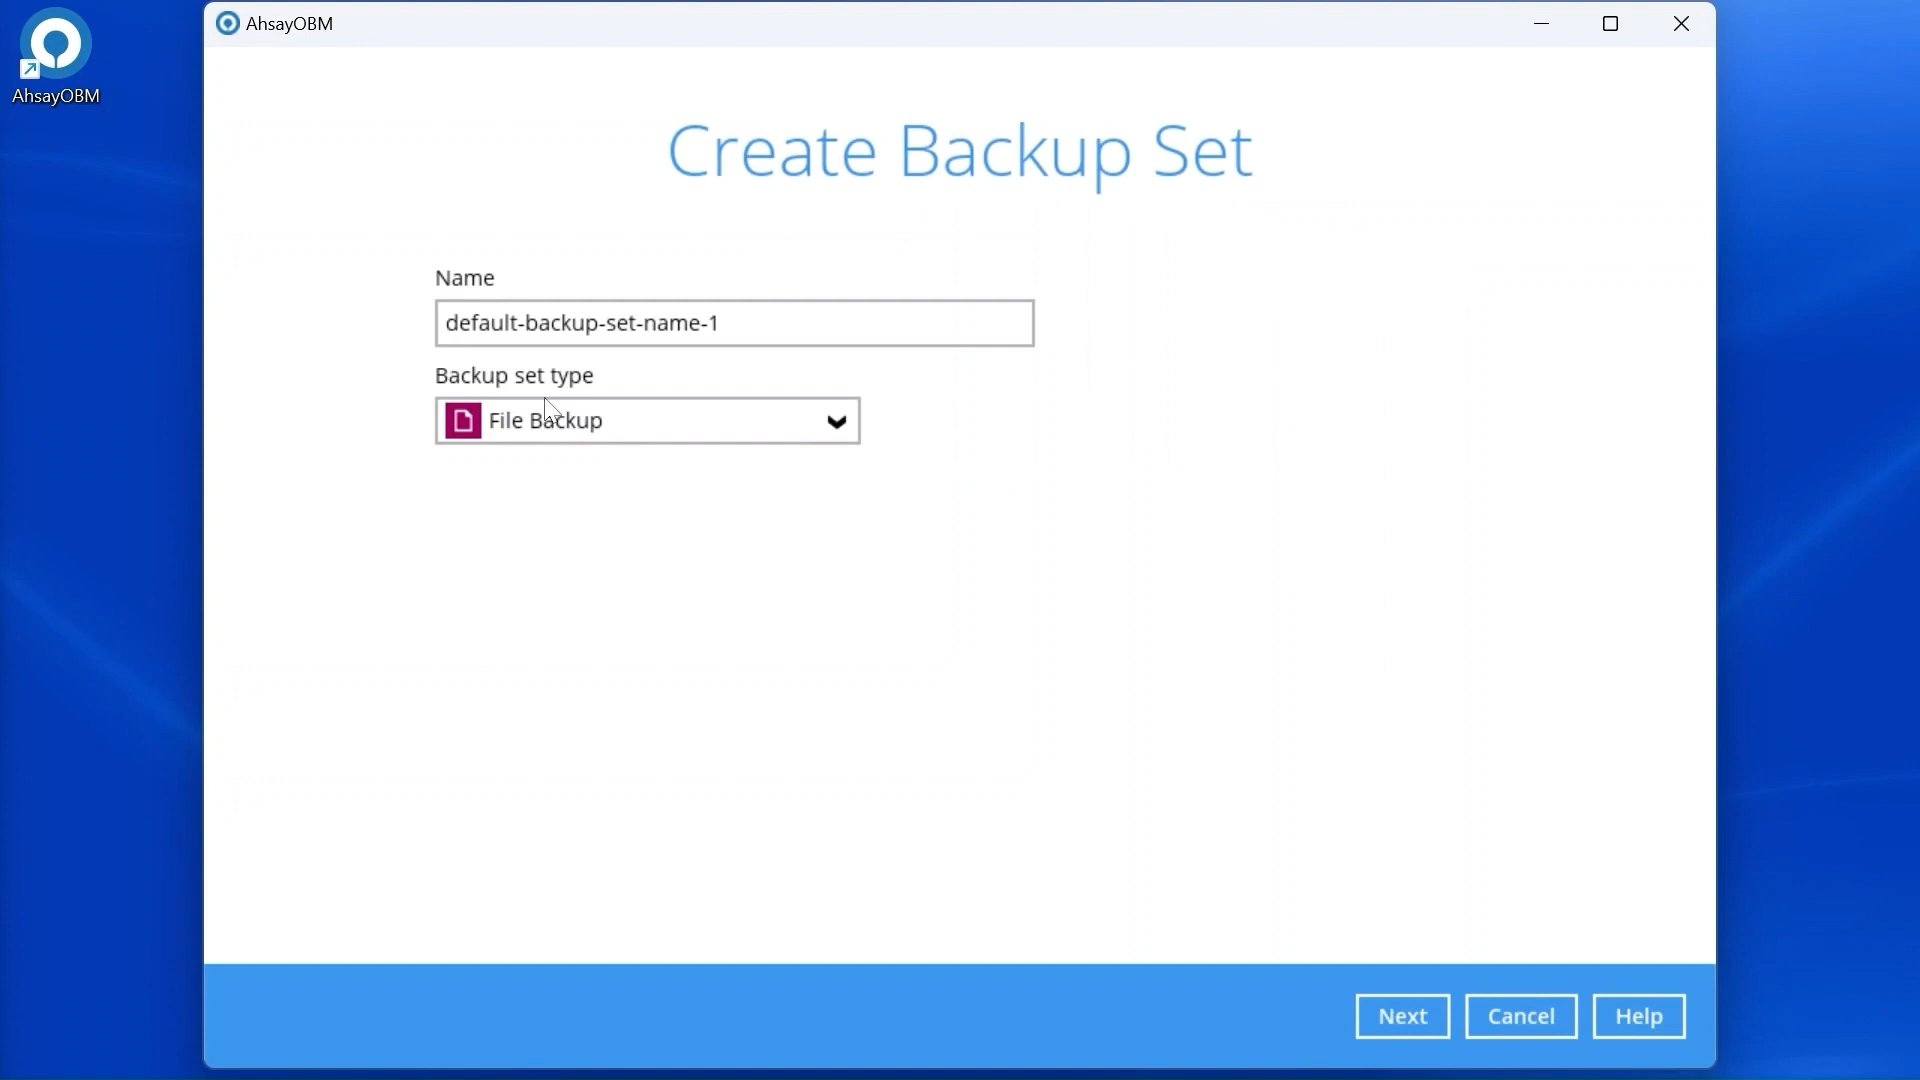 AhsayOBM
AhsayOBM
Create Backup Set
Name
default-backup-set-name-1
Backup set type
File Backup
Next Cancel Help